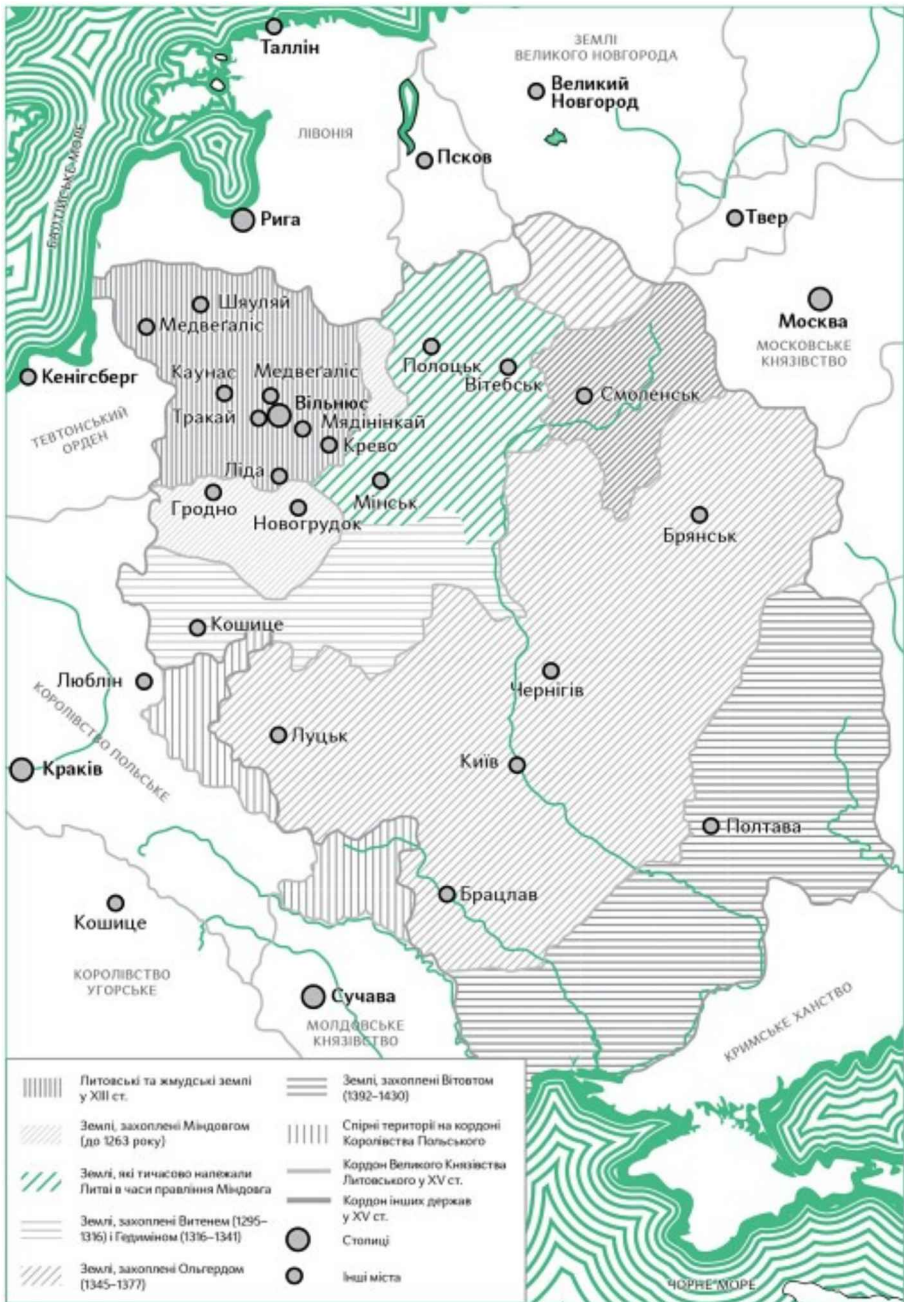 Таллін
ЗЕМЛІ
ВЕЛИКОГО НОВГОРОДА
Великий
Новгород
ЛІВОНІЯ
Псков
БАЛТІЙСЬКЕ МОРЕ
Рига
Твер
Шяуляй
Медвеґаліс
Москва
МОСКОВСЬКЕ
КНЯЗІВСТВО
Полоцьк
Вітебськ
Кенігсберг
Каунас
Медвеґаліс
Смоленськ
Вільнюс
Тракай
Мядінінкай
ТЕВТОНСЬКИЙ
ОРДЕН
Крево
Ліда
Мінськ
Гродно
Новогрудок
Брянськ
Кошице
Люблін
Чернігів
КОРОЛІВСТВО ПОЛЬСЬКЕ
Луцьк
Київ
Краків
Полтава
Брацлав
Кошице
КОРОЛІВСТВО
УГОРСЬКЕ
Сучава
МОЛДОВСЬКЕ
КНЯЗІВСТВО
КРИМСЬКЕ ХАНСТВО
Литовські та жмудські землі
у XIII ст.
Землі, захоплені Міндовгом
(до 1263 року)
Землі, які тичасово належали
Литві в часи правління Міндовга
Землі, захоплені Витенем (1295–
1316) і Гедиміном (1316–1341)
Землі, захоплені Ольгердом
(1345–1377)
Землі, захоплені Вітовтом
(1392–1430)
Спірні території на кордоні
Королівства Польського
Кордон Великого Князівства
Литовського у XV ст.
Кордон інших держав
у XV ст.
Столиці
Інші міста
ЧОРНЕ МОРЕ